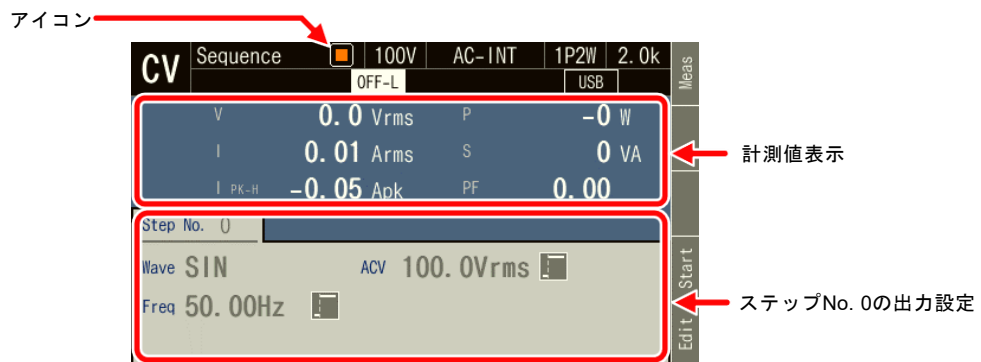 アイコン
CV Sequence 100V AC-INT 1P2W 2.0k
OFF-L USB
Meas
V 0.0 Vrms P -0 W
I 0.01 Arms S 0 VA
計測値表示
I PK-H -0.05 Apk PF 0.00
Step No. 0
Wave SIN ACV 100.0Vrms
Freq 50.00Hz
Start
Edit
ステップNo. 0の出力設定